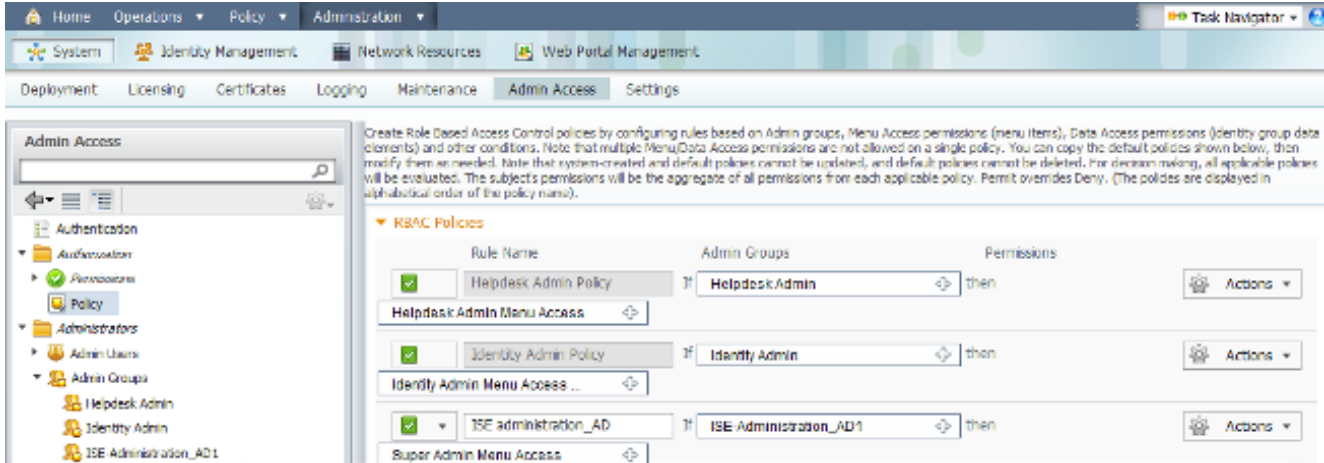 Home Operations Policy Administration Task Navigator
System Identity Management Network Resources Web Portal Management
Deployment Licensing Certificates Logging Maintenance Admin Access Settings
Admin Access
Authentication
Authorization
Permissions
Policy
Administrators
Admin Users
Admin Groups
Helpdesk Admin
Identity Admin
ISE-Administration_AD1
Create Role Based Access Control policies by configuring rules based on Admin groups, Menu Access permissions (menu items), Data Access permissions (identity group data
elements) and other conditions. Note that multiple Menu/Data Access permissions are not allowed on a single policy. You can copy the default policies shown below, then
modify them as needed. Note that system-created and default policies cannot be updated, and default policies cannot be deleted. For decision making, all applicable policies
will be evaluated. The subject's permissions will be the aggregate of all permissions from each applicable policy. Permit overrides Deny. (The policies are displayed in
alphabetical order of the policy name).
RBAC Policies
Rule Name Admin Groups Permissions
Helpdesk Admin Policy If Helpdesk Admin then Actions
Helpdesk Admin Menu Access
Identity Admin Policy If Identity Admin then Actions
Identity Admin Menu Access ...
ISE administration_AD If ISE-Administration_AD1 then Actions
Super Admin Menu Access